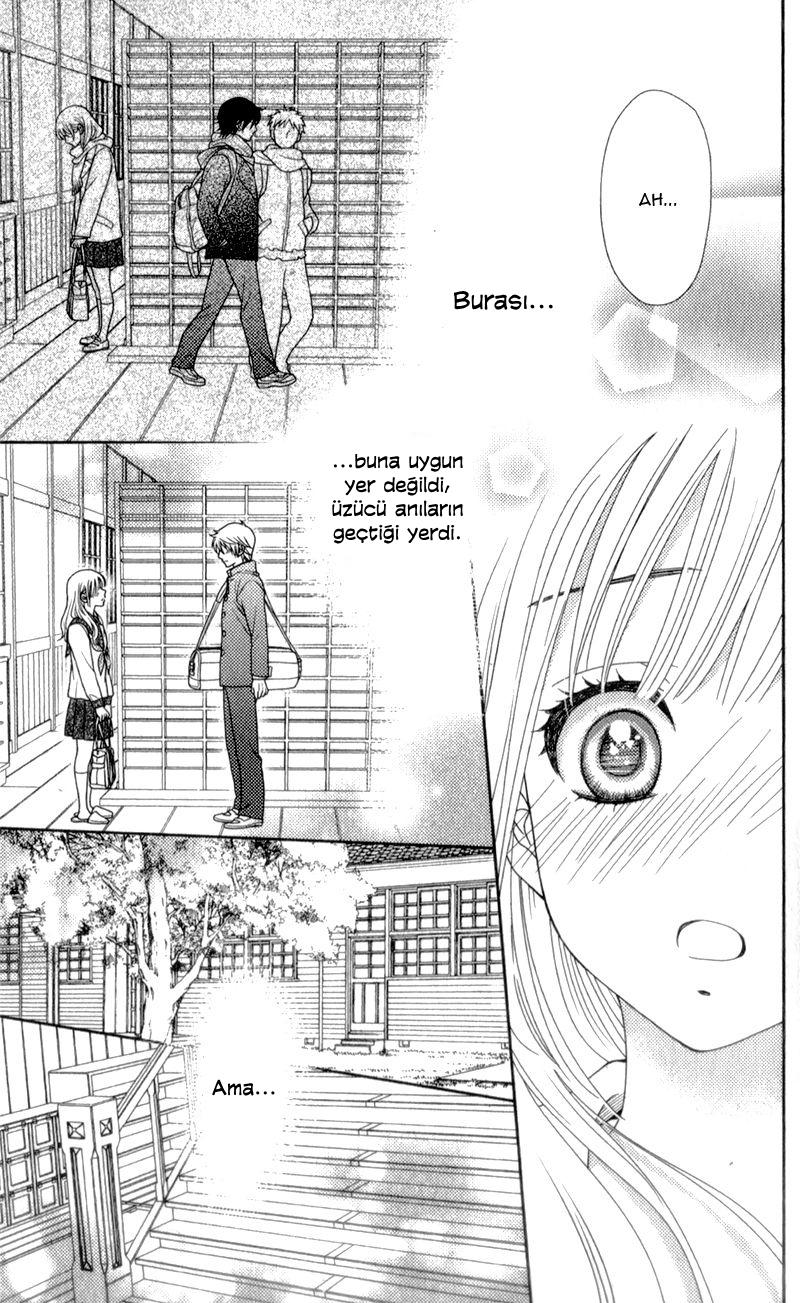 AH...
Burası...
...buna uygun
yer değildi,
üzücü anıların
geçtiği yerdi.
Ama...